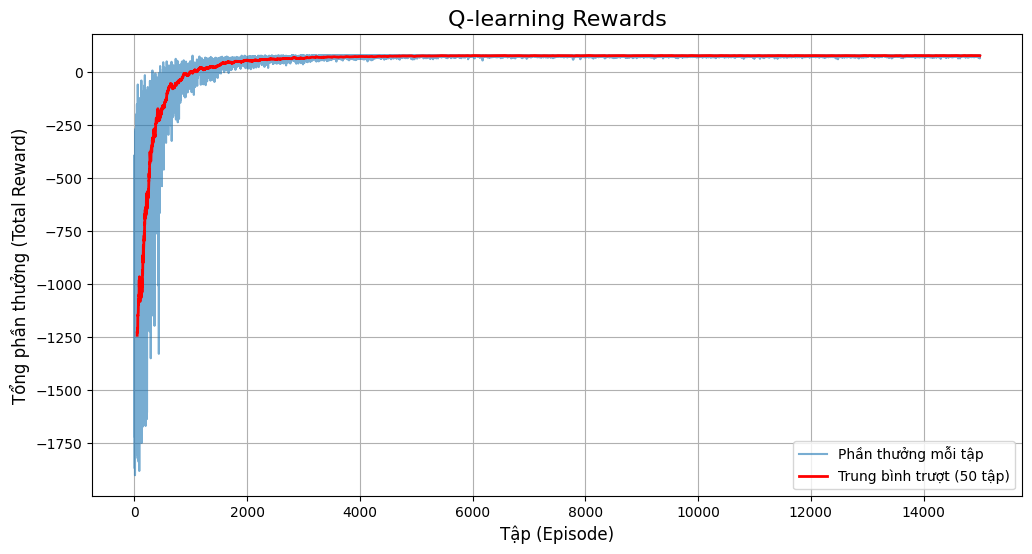 Q-learning Rewards
Tổng phần thưởng (Total Reward)
0
−250
−500
−750
−1000
−1250
−1500
−1750
Phần thưởng mỗi tập
Trung bình trượt (50 tập)
0 2000 4000 6000 8000 10000 12000 14000
Tập (Episode)